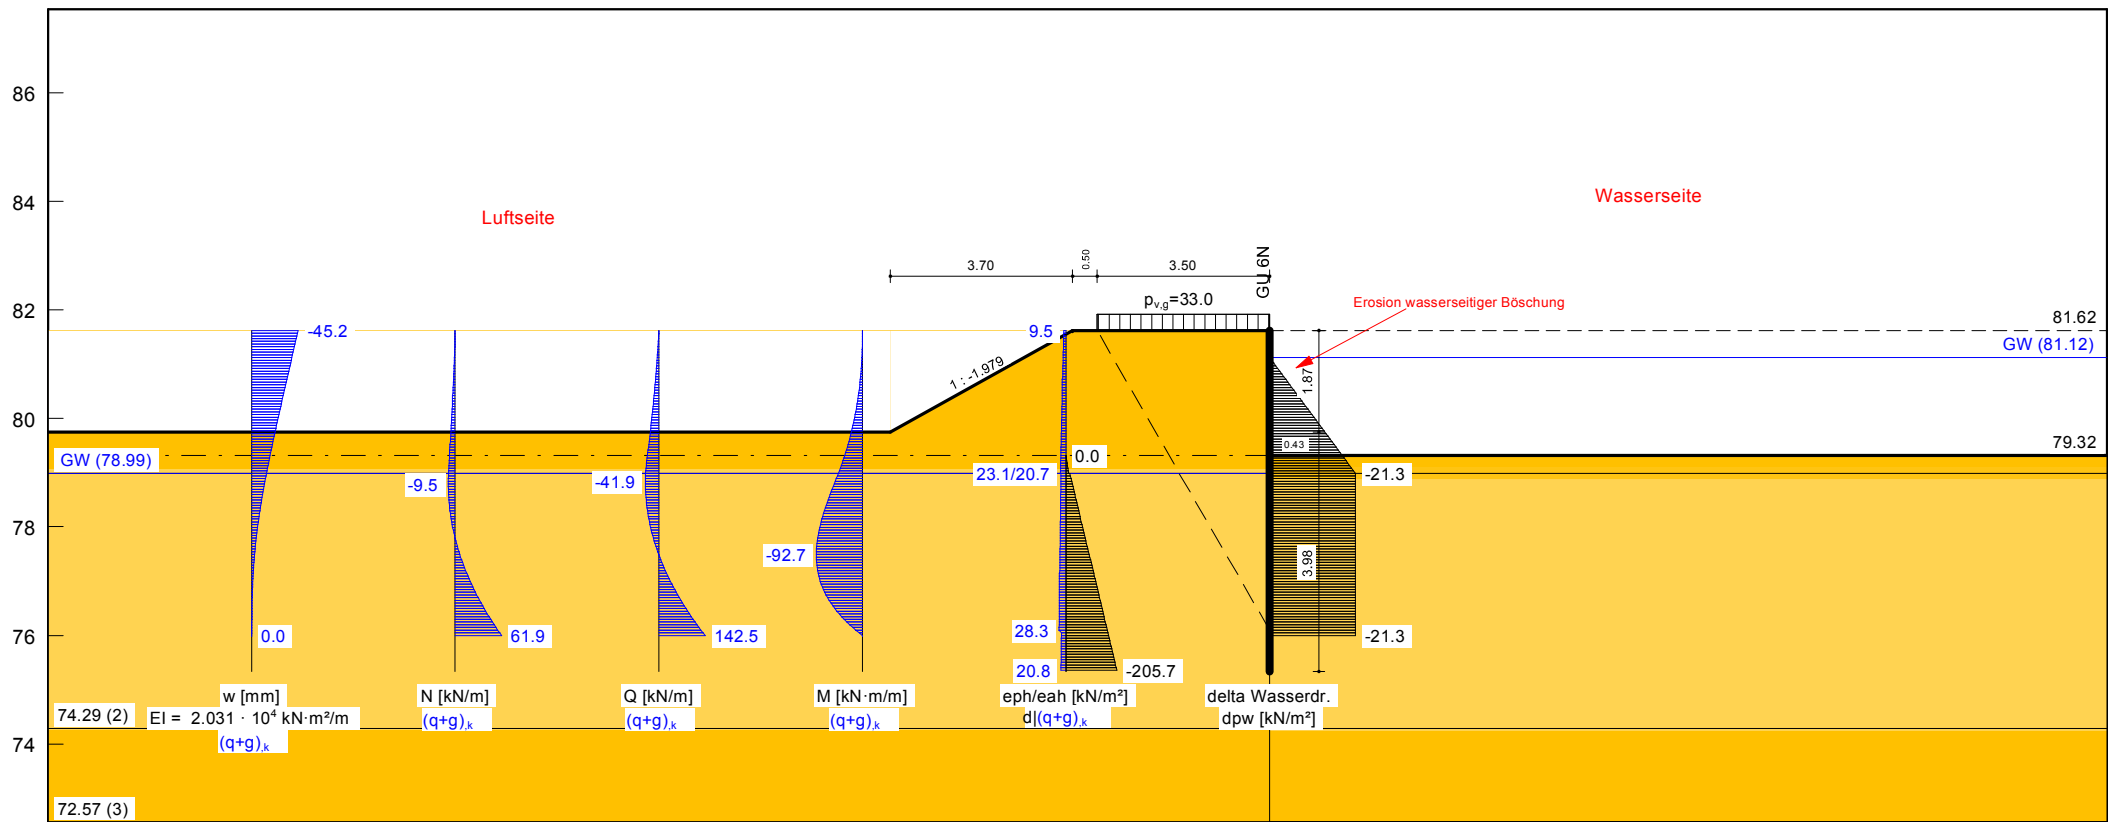 86
84
82
80
78
76
74
Luftseite
Wasserseite
3.70
0.50
3.50
GU 6N
pv,g=33.0
Erosion wasserseitiger Böschung
81.62
GW (81.12)
-45.2
9.5
1 : -1.979
1.87
0.43
79.32
GW (78.99)
0.0
-9.5
-41.9
23.1/20.7
-21.3
-92.7
3.98
0.0
61.9
142.5
28.3
-21.3
20.8
-205.7
w [mm]
EI = 2.031 · 10⁴ kN·m²/m
(q+g),k
N [kN/m]
(q+g),k
Q [kN/m]
(q+g),k
M [kN·m/m]
(q+g),k
eph/eah [kN/m²]
d|(q+g),k
delta Wasserdr.
dpw [kN/m²]
74.29 (2)
72.57 (3)